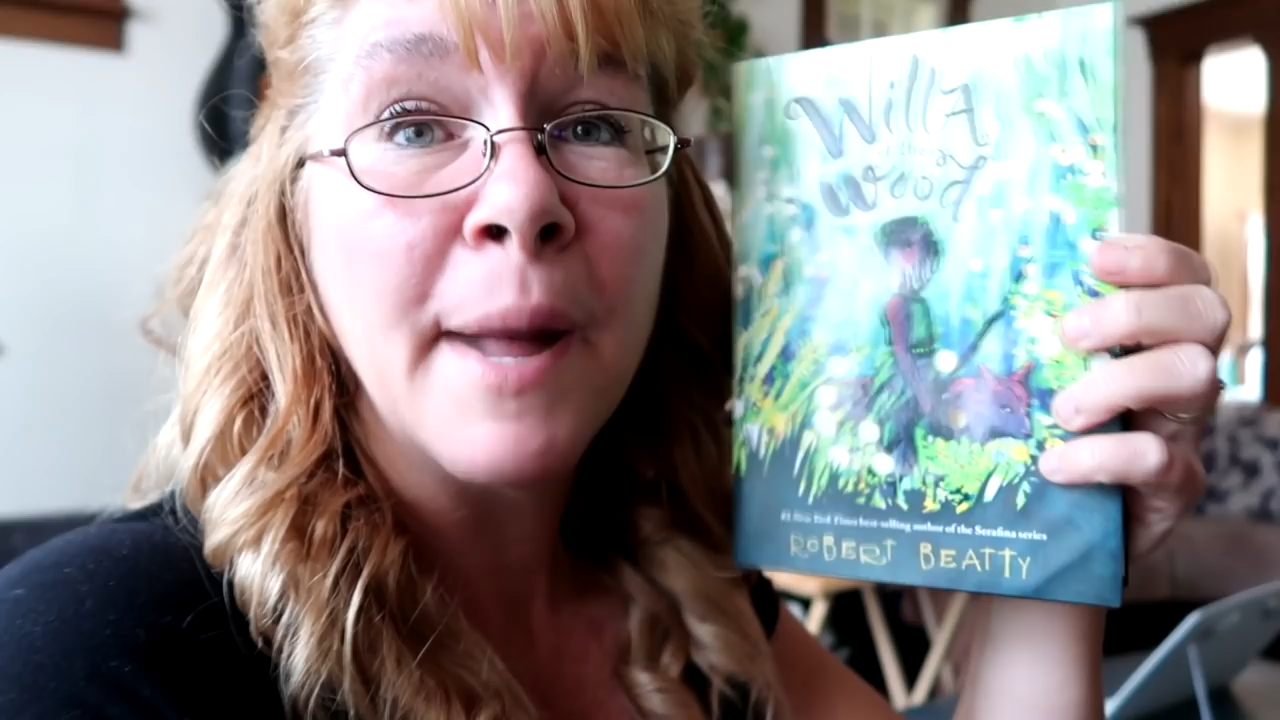 Willa
of the
Wood
#1 New York Times best-selling author of the Serafina series
ROBERT BEATTY